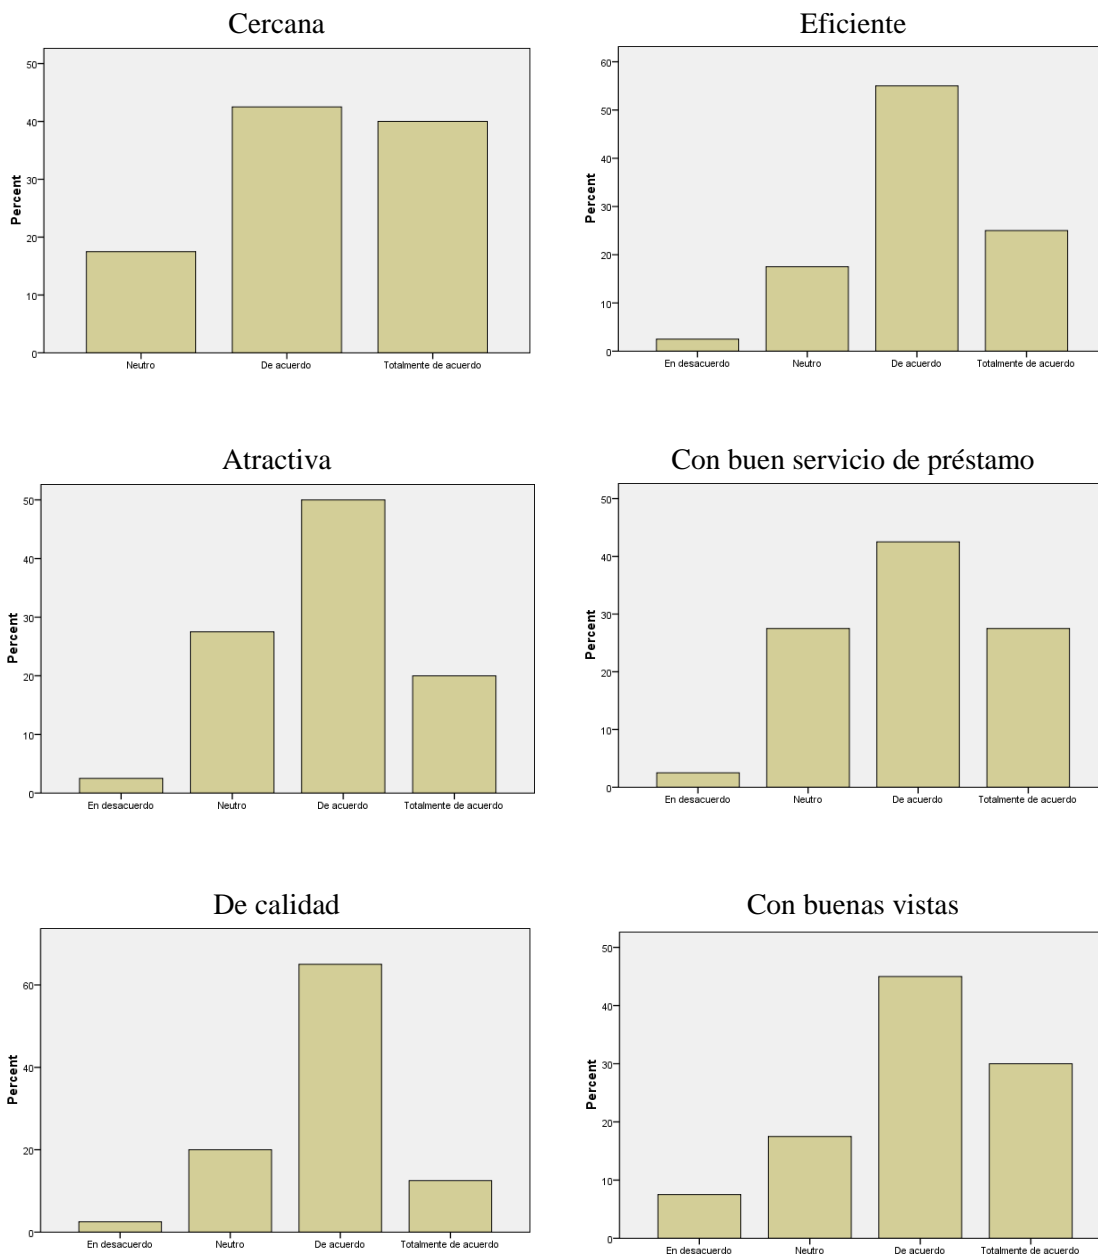 Cercana
50
40
30
20
10
0
Percent
Neutro De acuerdo Totalmente de acuerdo
Eficiente
60
50
40
30
20
10
0
Percent
En desacuerdo Neutro De acuerdo Totalmente de acuerdo
Atractiva
50
40
30
20
10
0
Percent
En desacuerdo Neutro De acuerdo Totalmente de acuerdo
Con buen servicio de préstamo
50
40
30
20
10
0
Percent
En desacuerdo Neutro De acuerdo Totalmente de acuerdo
De calidad
60
40
20
0
Percent
En desacuerdo Neutro De acuerdo Totalmente de acuerdo
Con buenas vistas
50
40
30
20
10
0
Percent
En desacuerdo Neutro De acuerdo Totalmente de acuerdo